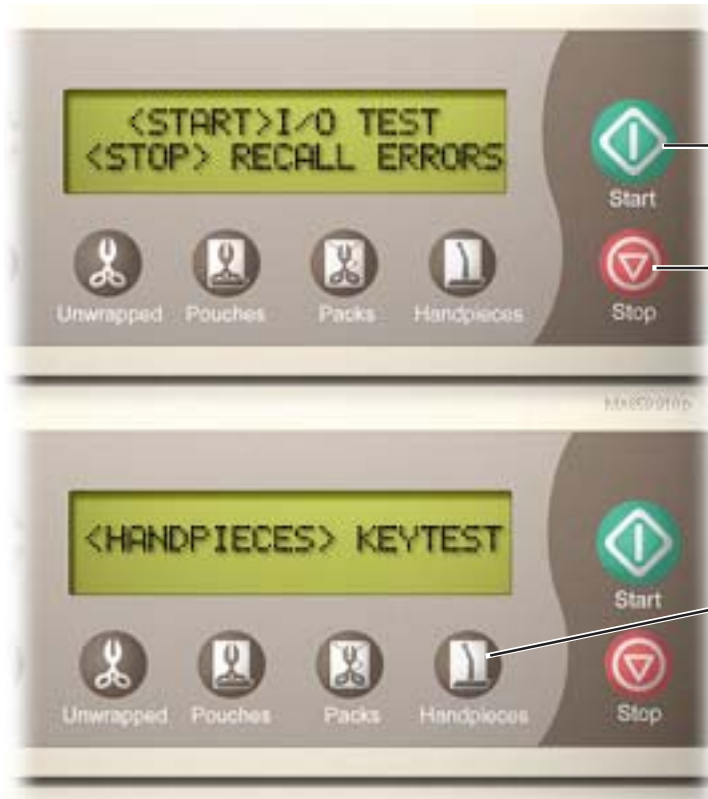 <START>I/O TEST
<STOP> RECALL ERRORS
Start
Unwrapped Pouches Packs Handpieces Stop
<HANDPIECES> KEYTEST
Start
Unwrapped Pouches Packs Handpieces Stop